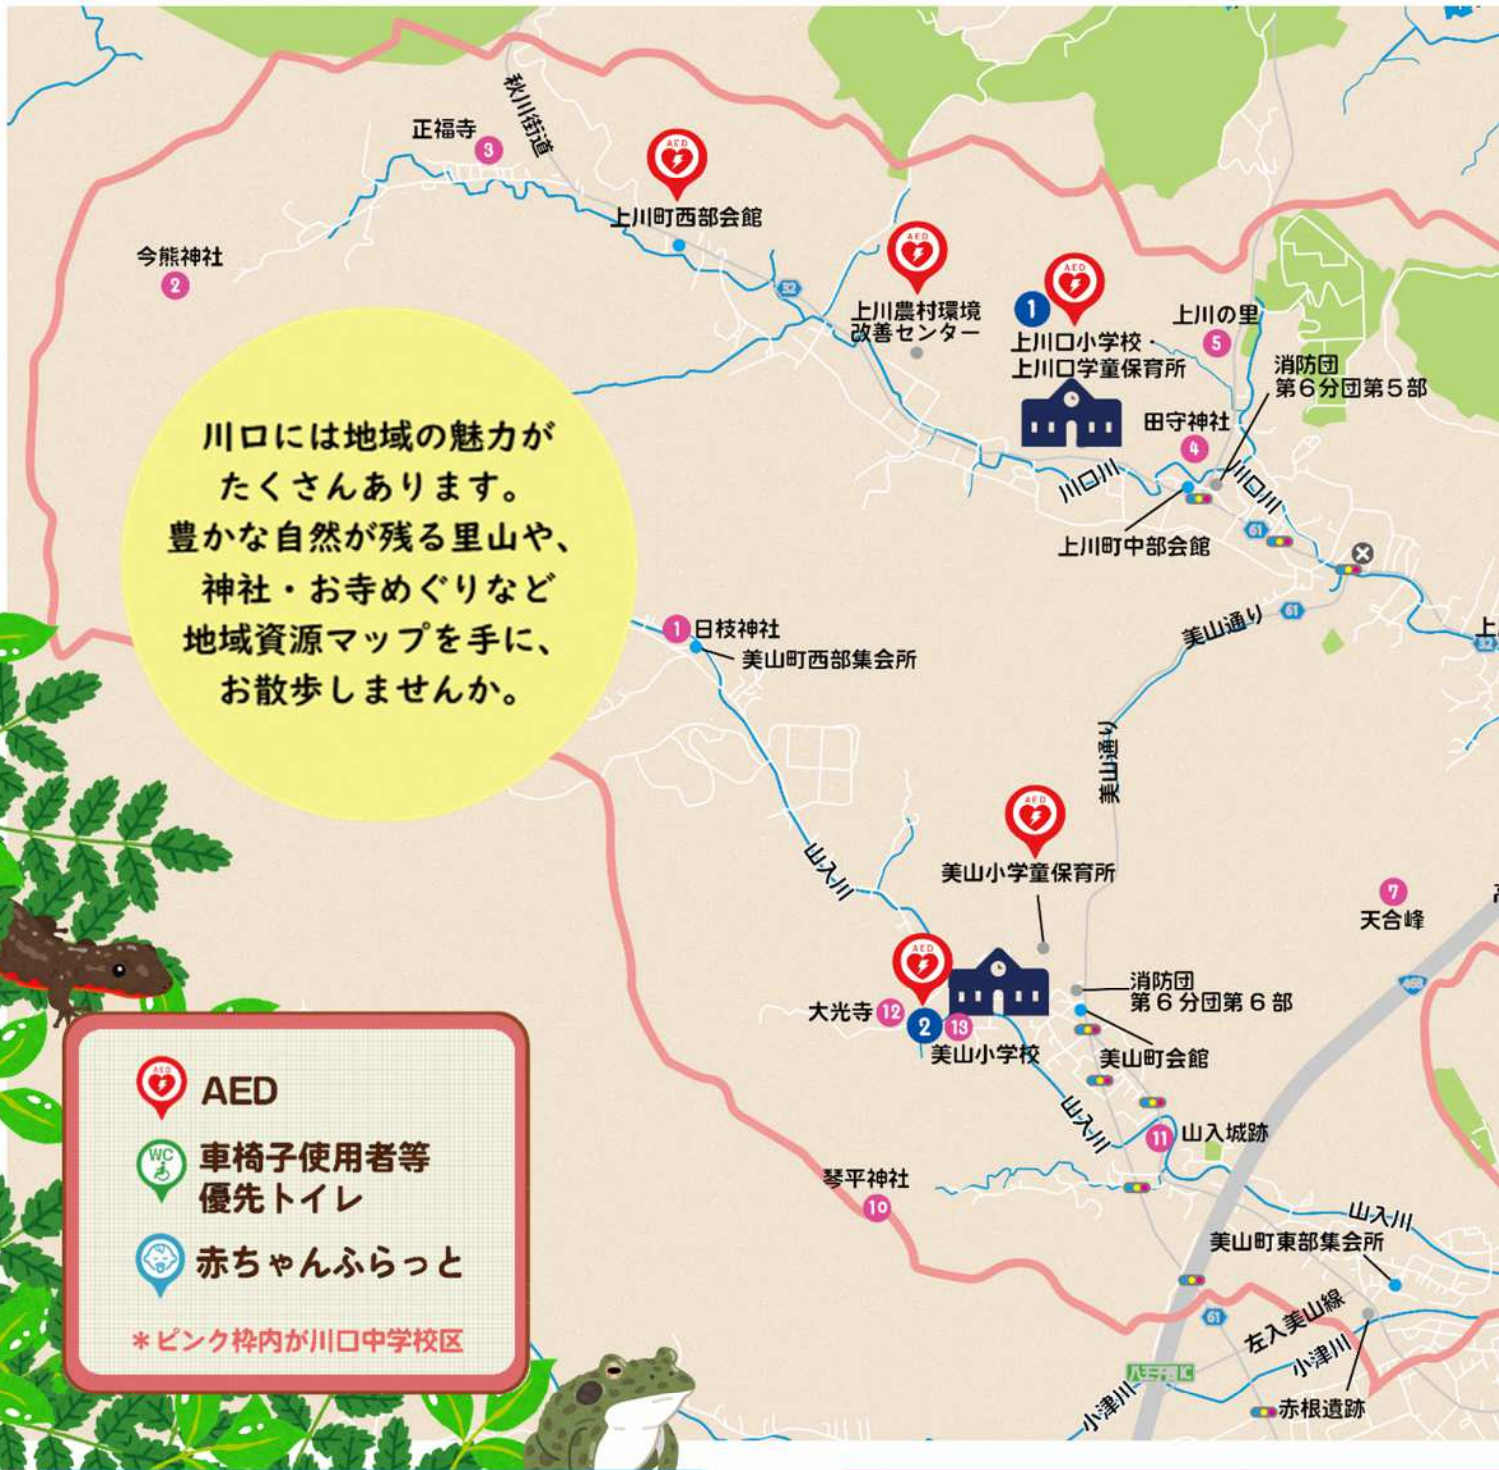 秋川街道
正福寺
3
AED
上川町西部会館
今熊神社
2
32
AED
上川農村環境
改善センター
AED
1
上川口小学校・
上川口学童保育所
上川の里
5
消防団
第6分団第5部
田守神社
4
川口川
川口川
上川町中部会館
61
美山通り
61
32
上
川口には地域の魅力が
たくさんあります。
豊かな自然が残る里山や、
神社・お寺めぐりなど
地域資源マップを手に、
お散歩しませんか。
1 日枝神社
美山町西部集会所
美山通り
山入川
AED
美山小学童保育所
7
天合峰
468
AED
大光寺 12
2
13
美山小学校
消防団
第6分団第6部
美山町会館
山入川
11 山入城跡
琴平神社
10
山入川
美山町東部集会所
61
左入美山線
小津川
小津川
赤根遺跡
AED
AED
WC
車椅子使用者等
優先トイレ
赤ちゃんふらっと
＊ピンク枠内が川口中学校区